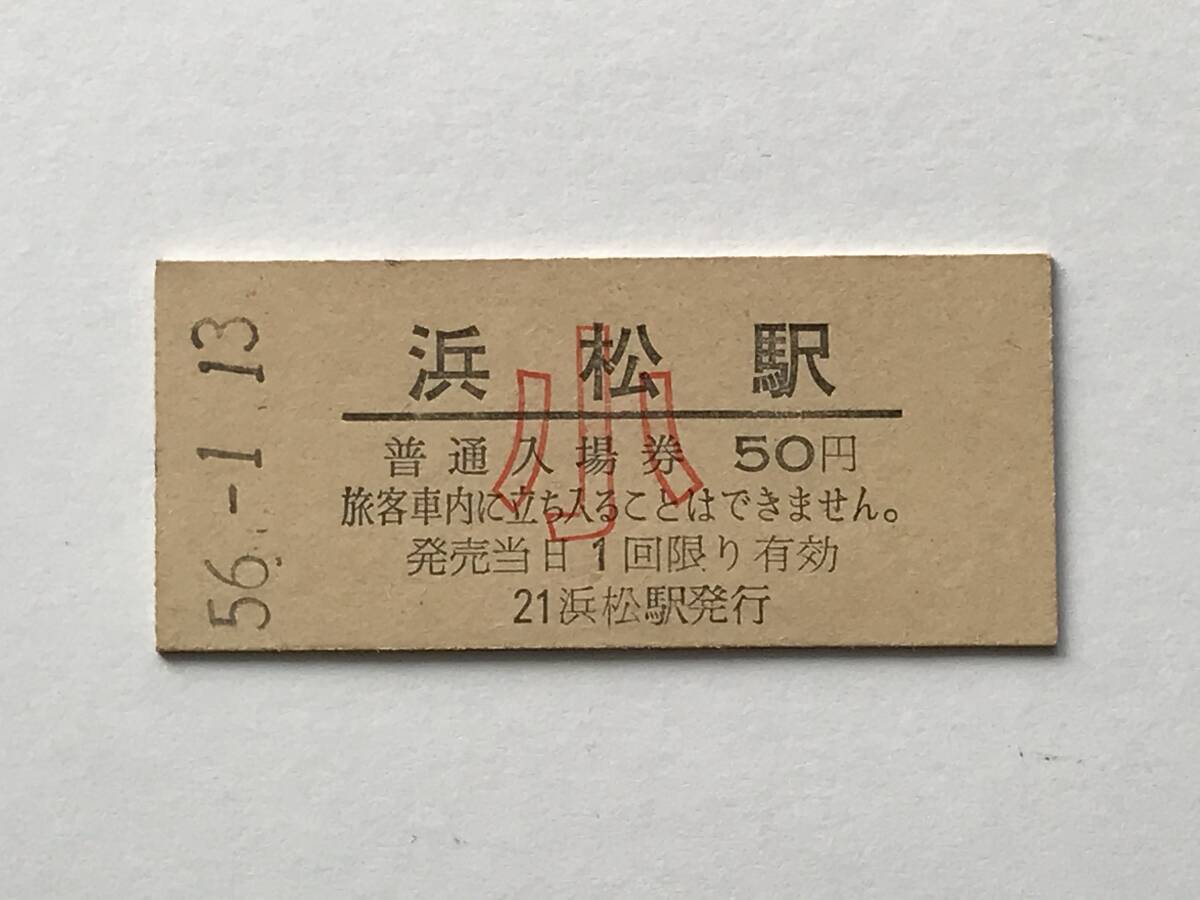 浜松駅
小
普通入場券 50円
旅客車内に立ち入ることはできません。
発売当日1回限り有効
21浜松駅発行
56.-1.13